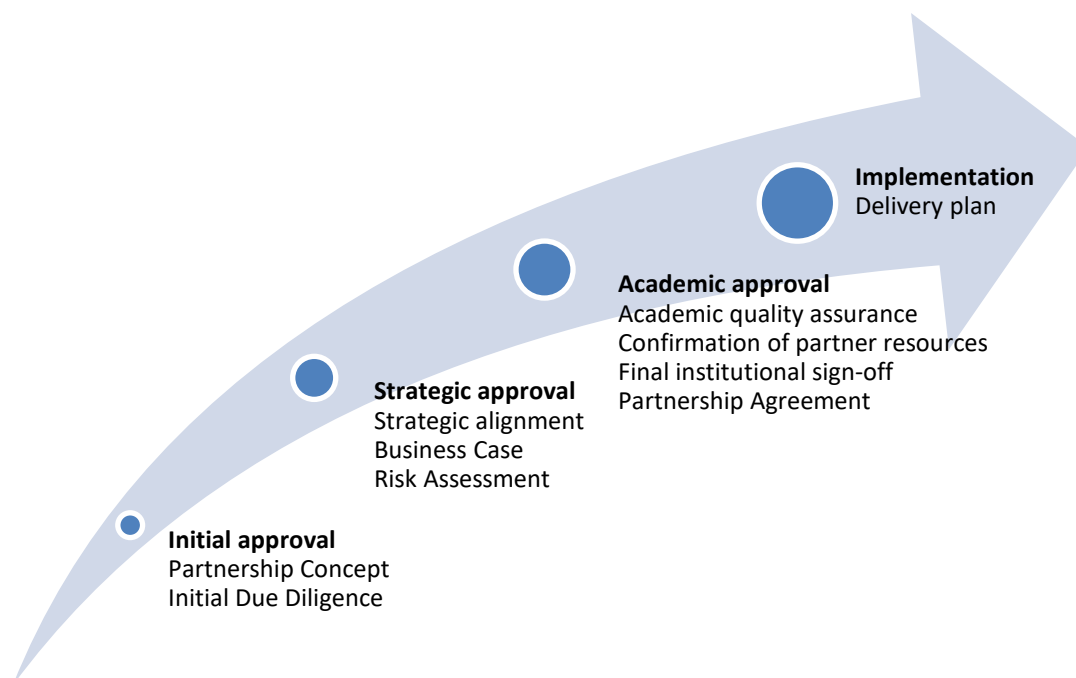 Implementation
Delivery plan
Academic approval
Academic quality assurance
Confirmation of partner resources
Final institutional sign-off
Partnership Agreement
Strategic approval
Strategic alignment
Business Case
Risk Assessment
Initial approval
Partnership Concept
Initial Due Diligence